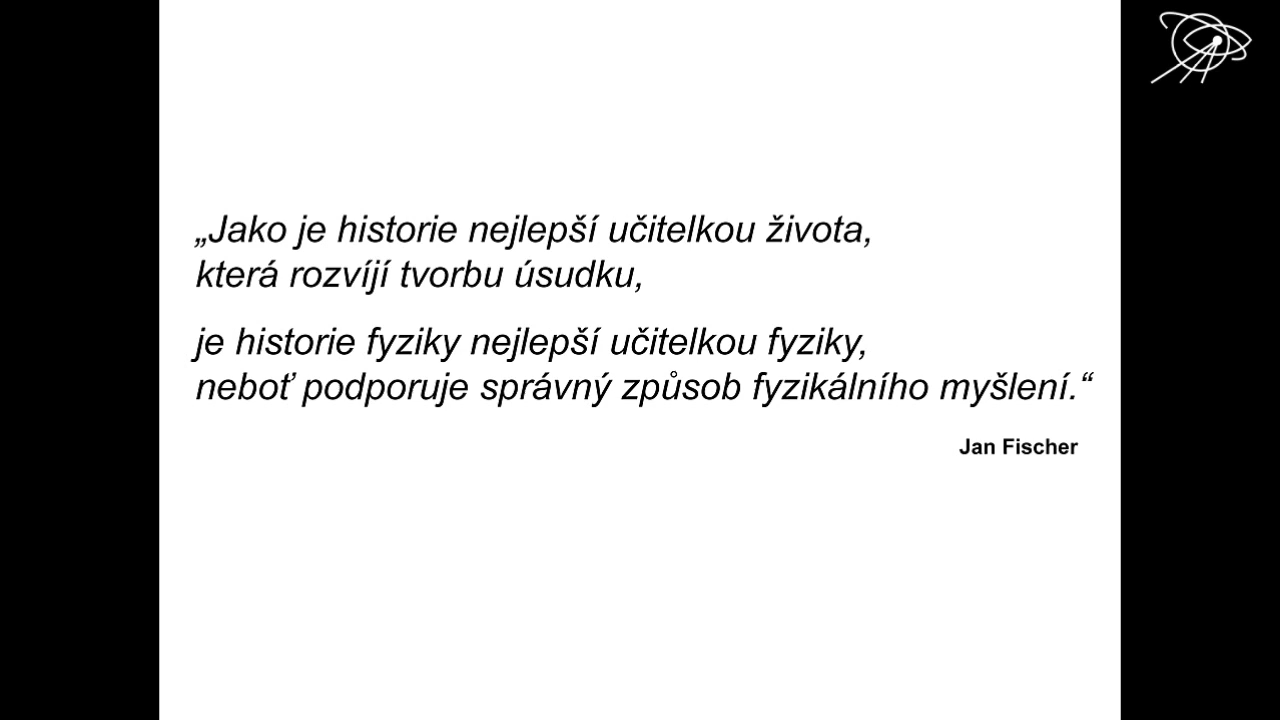 „Jako je historie nejlepší učitelkou života,
která rozvíjí tvorbu úsudku,
je historie fyziky nejlepší učitelkou fyziky,
neboť podporuje správný způsob fyzikálního myšlení.“
Jan Fischer